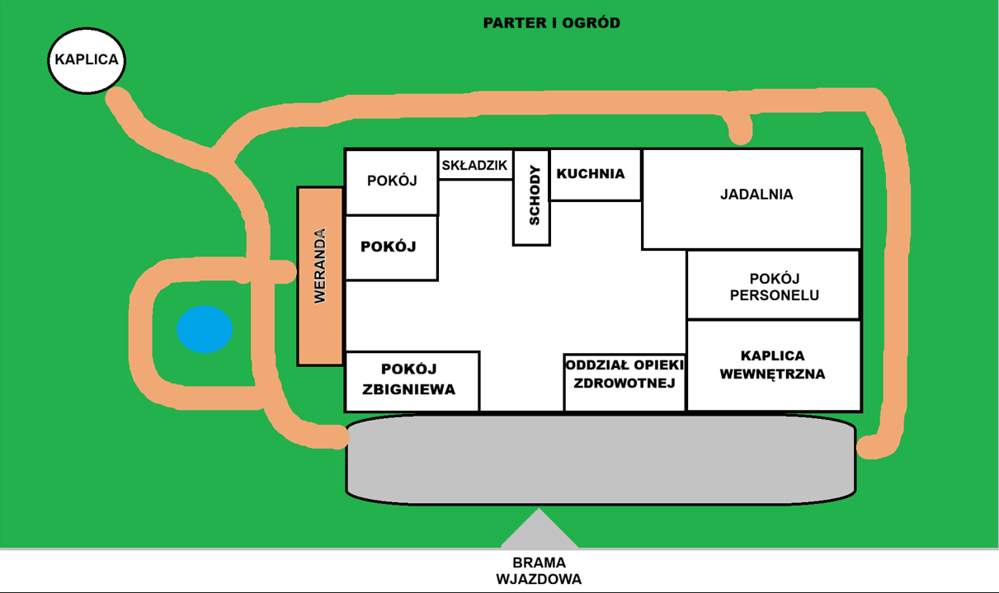 PARTER I OGRÓD
KAPLICA
POKÓJ
SKŁADZIK
SCHODY
KUCHNIA
JADALNIA
WERANDA
POKÓJ
POKÓJ
PERSONELU
POKÓJ
ZBIGNIEWA
ODDZIAŁ OPIEKI
ZDROWOTNEJ
KAPLICA
WEWNĘTRZNA
BRAMA
WJAZDOWA